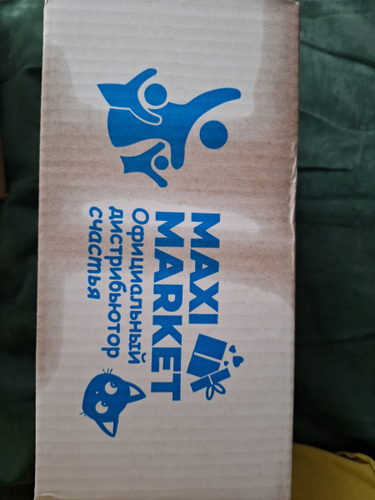 MAXI
MARKET
Официальный
дистрибьютор
счастья